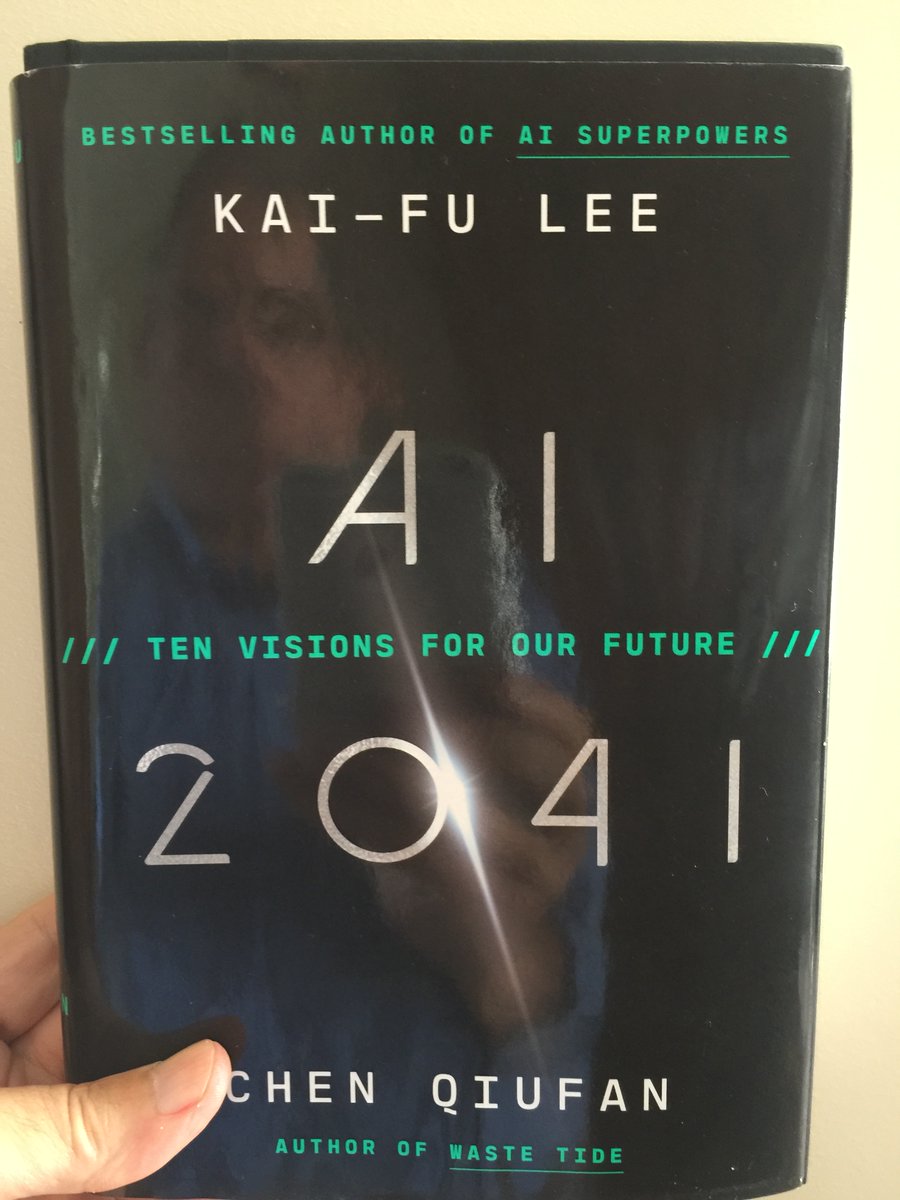 BESTSELLING AUTHOR OF AI SUPERPOWERS
KAI-FU LEE
AI
/// TEN VISIONS FOR OUR FUTURE ///
2041
CHEN QIUFAN
AUTHOR OF WASTE TIDE